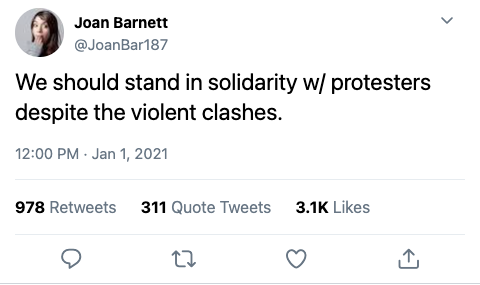 Joan Barnett
@JoanBar187
We should stand in solidarity w/ protesters
despite the violent clashes.
12:00 PM · Jan 1, 2021
978 Retweets 311 Quote Tweets 3.1K Likes